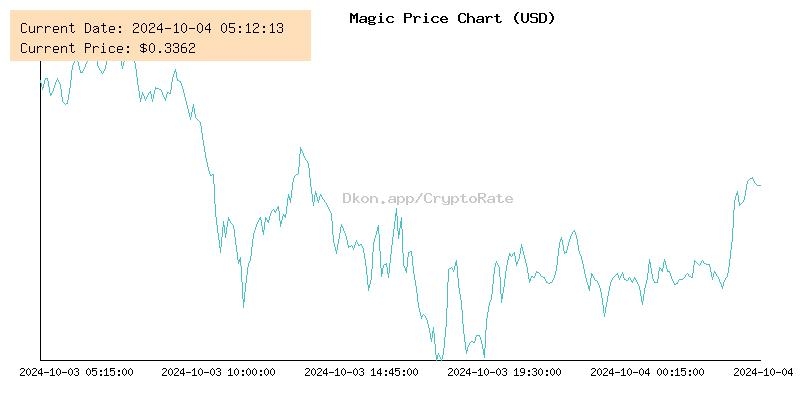 Magic Price Chart (USD)
Current Date: 2024-10-04 05:12:13
Current Price: $0.3362
Dkon.app/CryptoRate
2024-10-03 05:15:00 2024-10-03 10:00:00 2024-10-03 14:45:00 2024-10-03 19:30:00 2024-10-04 00:15:00 2024-10-04